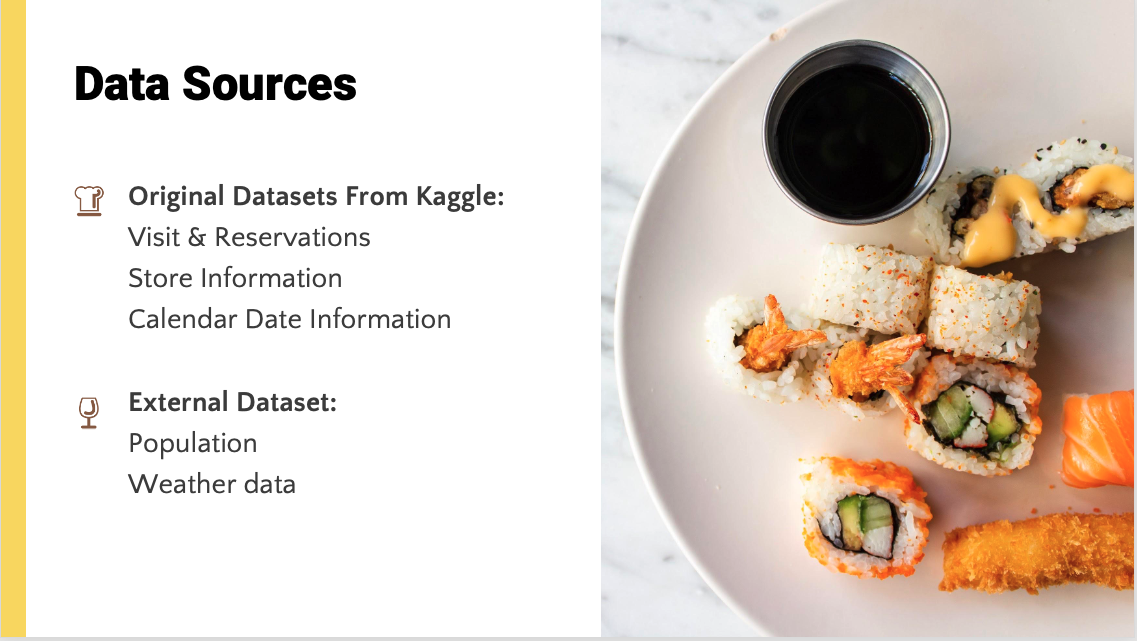 Data Sources
Original Datasets From Kaggle:
Visit & Reservations
Store Information
Calendar Date Information
External Dataset:
Population
Weather data